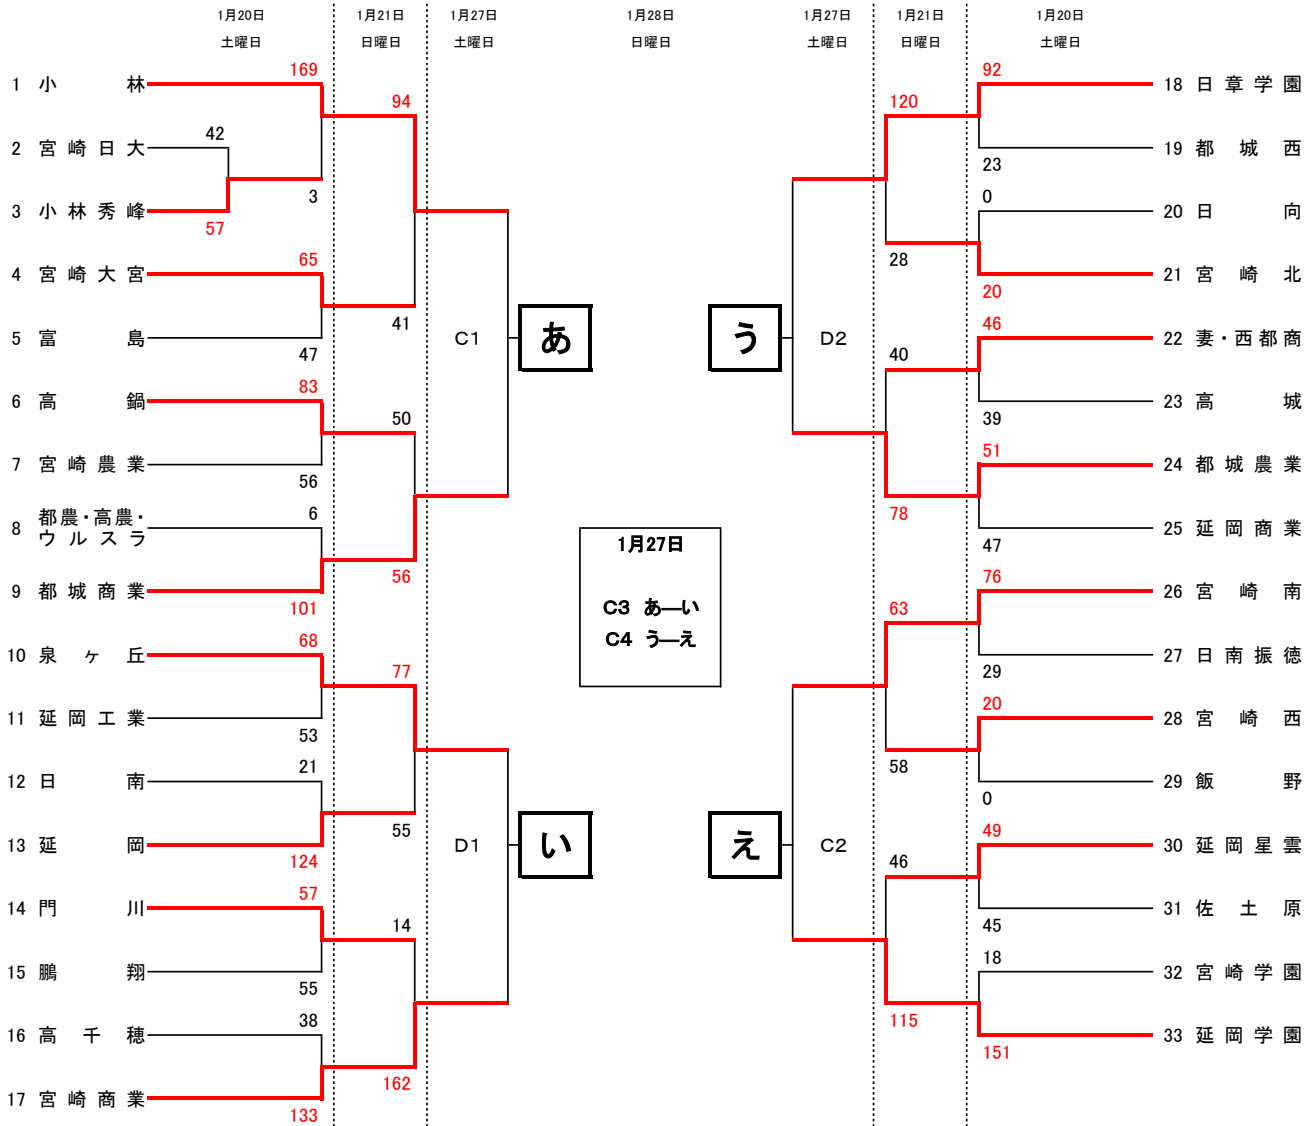 1月20日 1月21日 1月27日 1月28日 1月27日 1月21日 1月20日
土曜日 日曜日 土曜日 日曜日 土曜日 日曜日 土曜日
169
1 小林
94
42
2 宮崎日大
3
3 小林秀峰
57
65
4 宮崎大宮
41
5 富島
47
C1
あ
83
6 高鍋
50
7 宮崎農業
56
6
8 都農・高農・
ウルスラ
56
9 都城商業
101
68
10 泉ヶ丘
77
11 延岡工業
53
21
12 日南
55
13 延岡
124
D1
い
57
14 門川
14
15 鵬翔
55
38
16 高千穂
162
17 宮崎商業
133
1月27日
C3 あ―い
C4 う―え
92
18 日章学園
120
19 都城西
23
0
20 日向
28
21 宮崎北
20
う
D2
46
22 妻・西都商
40
23 高城
39
51
24 都城農業
78
25 延岡商業
47
76
26 宮崎南
63
27 日南振徳
29
20
28 宮崎西
58
29 飯野
0
え
C2
49
30 延岡星雲
46
31 佐土原
45
18
32 宮崎学園
115
33 延岡学園
151